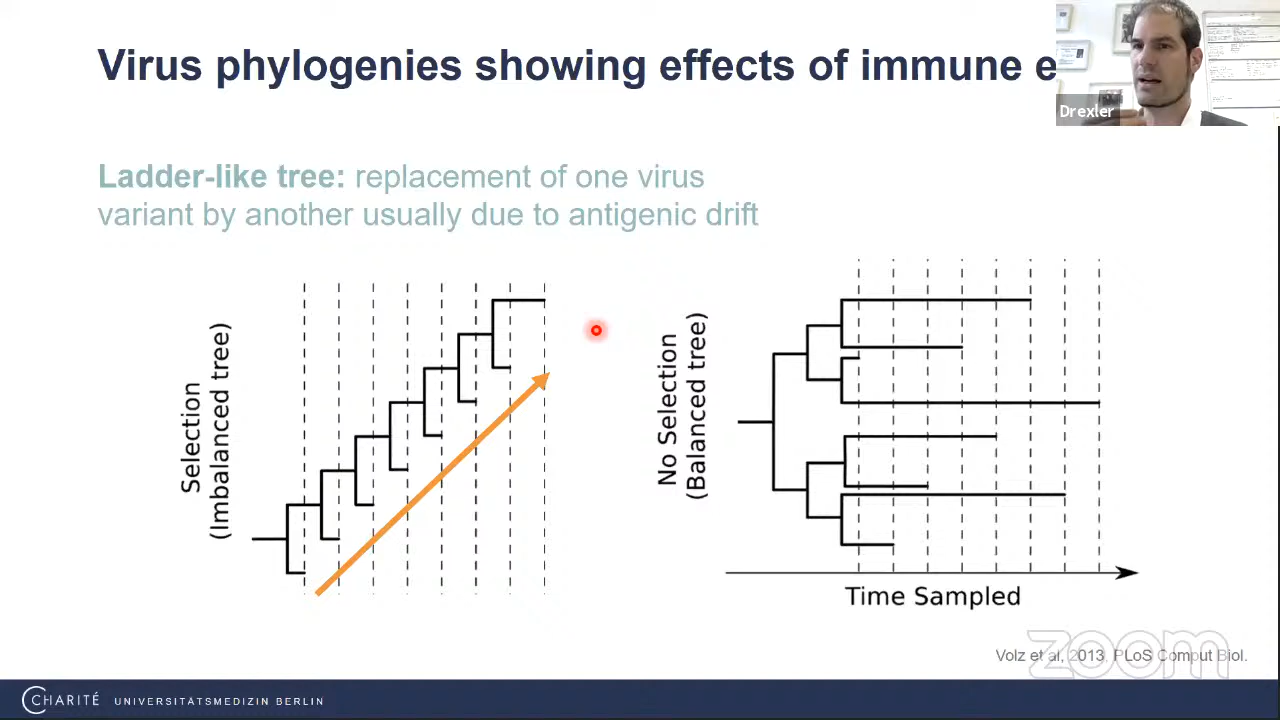 Virus phylogenies showing effects of immune e
Drexler
Ladder-like tree: replacement of one virus
variant by another usually due to antigenic drift
Selection
(Imbalanced tree)
No Selection
(Balanced tree)
Time Sampled
zoom
Volz et al, 2013, PLoS Comput Biol.
CHARITÉ UNIVERSITÄTSMEDIZIN BERLIN